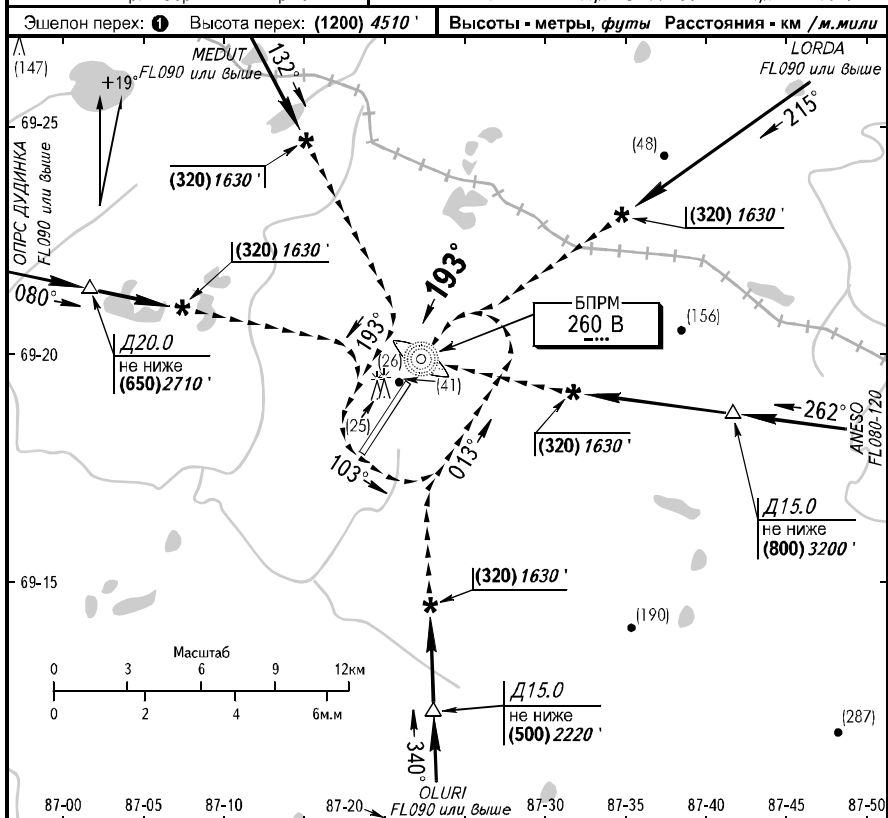 Эшелон перех: ❶ Высота перех: (1200) 4510 '
Высоты - метры, футы Расстояния - км /м.мили
(147)
+19°
MEDUT
FL090 или выше
132°
LORDA
FL090 или выше
215°
69-25
(48)
(320) 1630 '
(320) 1630 '
ОПРС ДУДИНКА
FL090 или выше
(320) 1630 '
193°
080°
БПРМ
260 В
(156)
Д20.0
не ниже
(650) 2710 '
193°
69-20
(26)
(41)
(25)
262°
ANESO
FL080-120
(320) 1630 '
103°
013°
Д15.0
не ниже
(800) 3200 '
69-15
(320) 1630 '
(190)
Масштаб
0 3 6 9 12км
0 2 4 6м.м
Д15.0
не ниже
(500) 2220 '
(287)
340°
OLURI
FL090 или выше
87-00 87-05 87-10 87-20 87-30 87-35 87-40 87-45 87-50